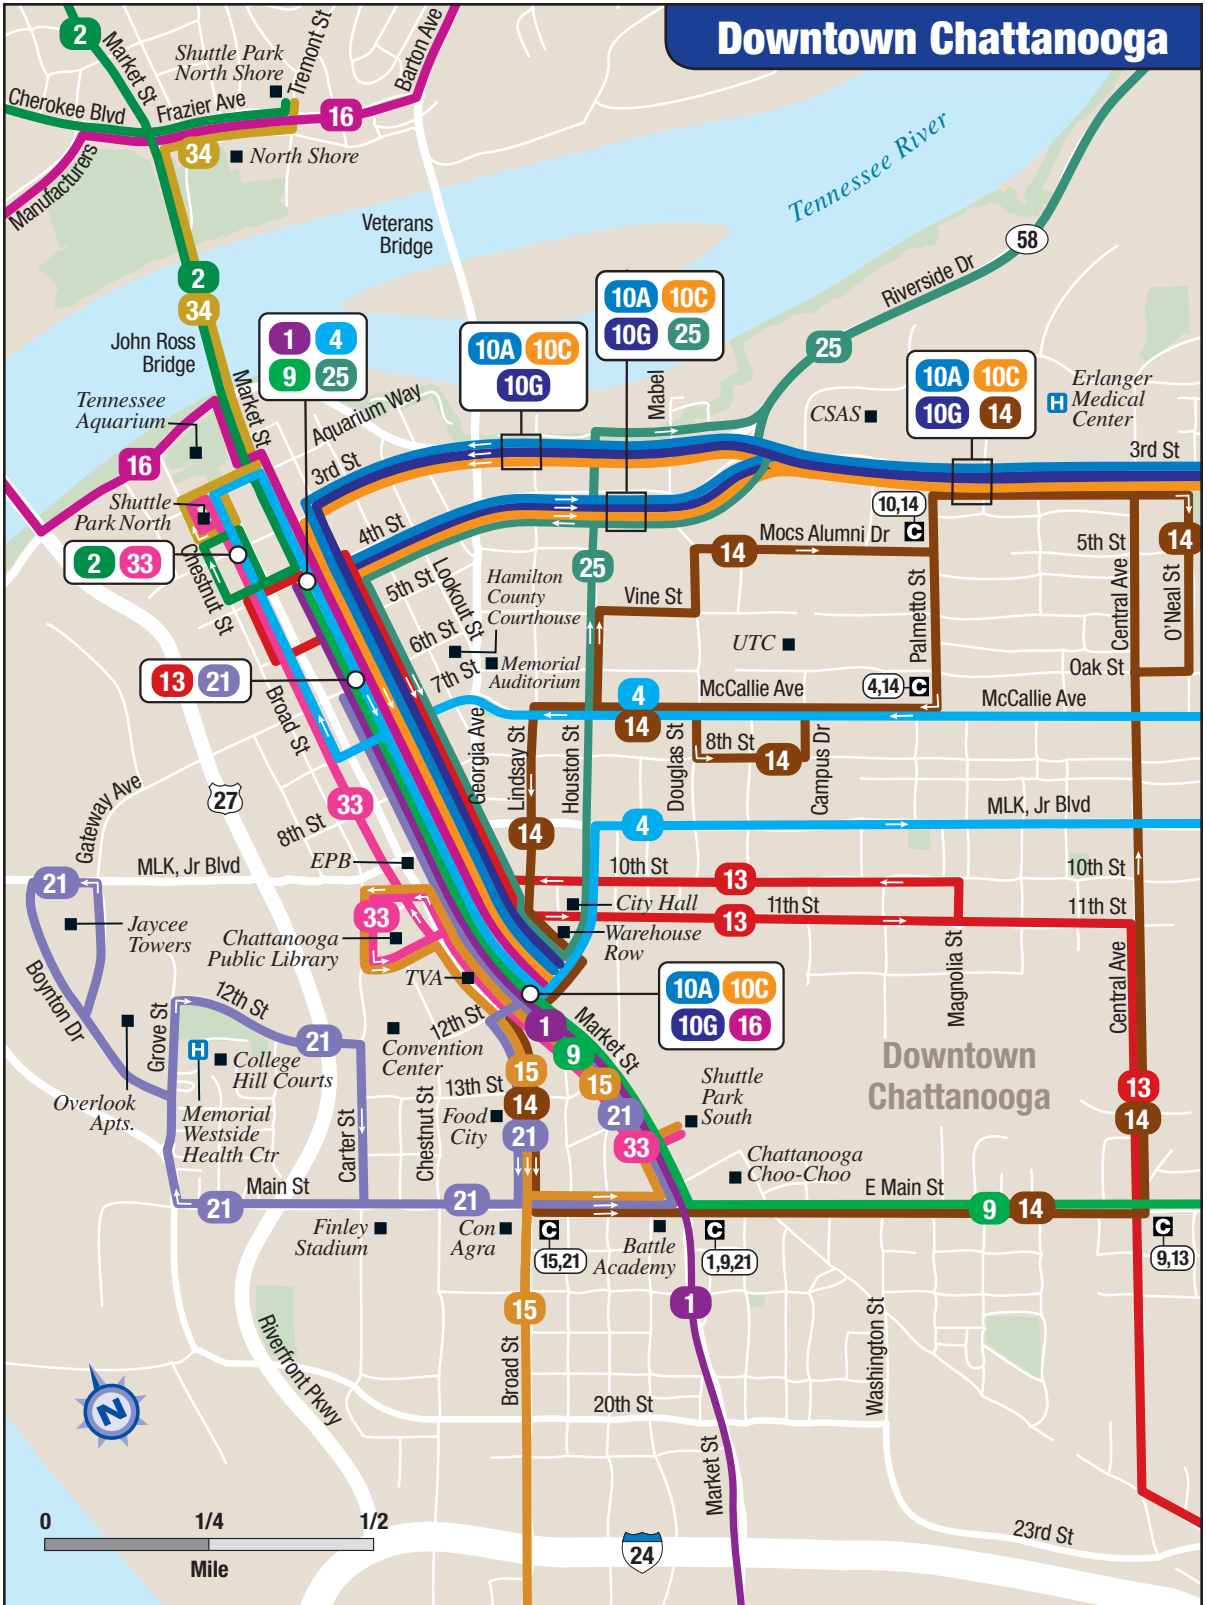 Downtown Chattanooga
2
Market St
Shuttle Park
North Shore
Tremont St
Barton Ave
Cherokee Blvd
Frazier Ave
16
34
North Shore
Manufacturers
Tennessee River
Veterans
Bridge
58
Riverside Dr
2
34
John Ross
Bridge
1 4
9 25
10A 10C
10G
10A 10C
10G 25
25
10A 10C
10G 14
H
Erlanger
Medical
Center
Mabel
CSAS
Tennessee
Aquarium
Market St
Aquarium Way
3rd St
3rd St
16
Shuttle
Park North
4th St
10,14
C
Mocs Alumni Dr
14
5th St
14
2 33
Chestnut St
5th St
Lookout St
Hamilton
County
Courthouse
25
Vine St
Palmetto St
Central Ave
O'Neal St
6th St
7th St
Memorial
Auditorium
UTC
Oak St
13 21
4,14
C
McCallie Ave
McCallie Ave
4
14
Broad St
Georgia Ave
Lindsay St
Houston St
Douglas St
8th St
14
Campus Dr
27
33
8th St
Gateway Ave
MLK, Jr Blvd
4
14
EPB
MLK, Jr Blvd
21
10th St
13
10th St
33
City Hall
11th St
13
11th St
Jaycee
Towers
Chattanooga
Public Library
Warehouse
Row
Boynton Dr
TVA
Magnolia St
Central Ave
10A 10C
10G 16
Grove St
12th St
12th St
1
Market St
21
H
College
Hill Courts
Convention
Center
9
Downtown
Chattanooga
Overlook
Apts.
Memorial
Westside
Health Ctr
13th St
15
15
Shuttle
Park
South
13
14
14
Food
City
21
21
33
Carter St
Chestnut St
Chattanooga
Choo-Choo
Main St
21
21
E Main St
9
14
Finley
Stadium
Con
Agra
C
15,21
Battle
Academy
C
1,9,21
C
9,13
15
1
Riverfront Pkwy
Broad St
Washington St
N
20th St
Market St
0 1/4 1/2
Mile
24
23rd St